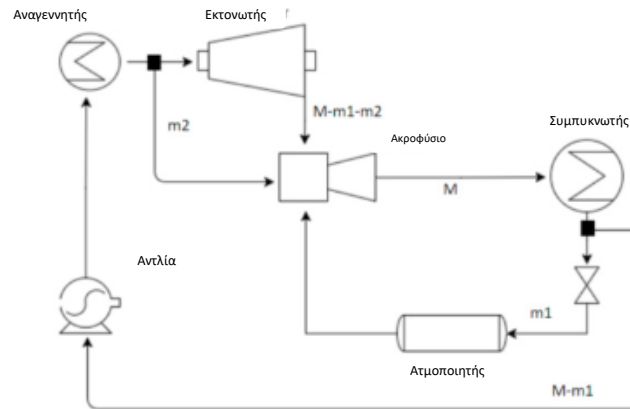 Αναγεννητής
Εκτονωτής
m2
M-m1-m2
Ακροφύσιο
Συμπυκνωτής
M
Αντλία
m1
Ατμοποιητής
M-m1